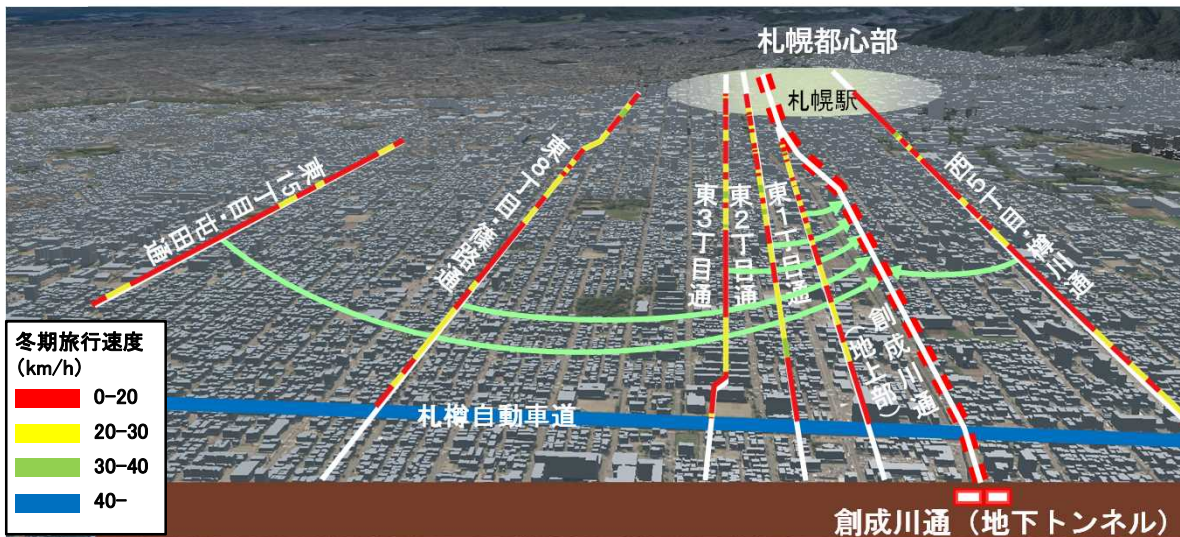 札幌都心部
札幌駅
東15丁目・屯田通
東8丁目・篠路通
東3丁目通
東2丁目通
東1丁目通
創成川通
(地上部)
西5丁目・樽川通
冬期旅行速度
(km/h)
0-20
20-30
30-40
40-
札樽自動車道
創成川通（地下トンネル）